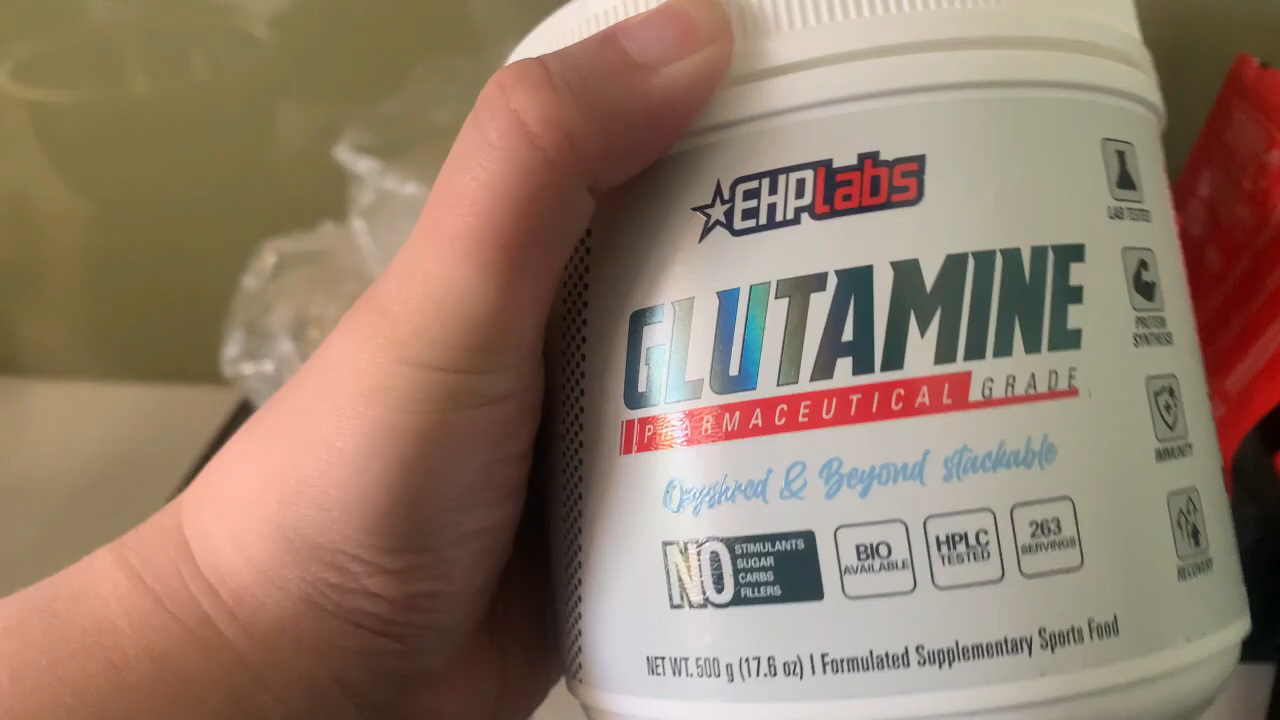 EHPlabs
GLUTAMINE
PHARMACEUTICAL GRADE
Oxyshred & Beyond stackable
NO
STIMULANTS
SUGAR
CARBS
FILLERS
BIO
AVAILABLE
HPLC
TESTED
263
SERVINGS
NET WT. 500 g (17.6 oz) | Formulated Supplementary Sports Food
LAB TESTED
PROTEIN
SYNTHESIS
IMMUNITY
RECOVERY